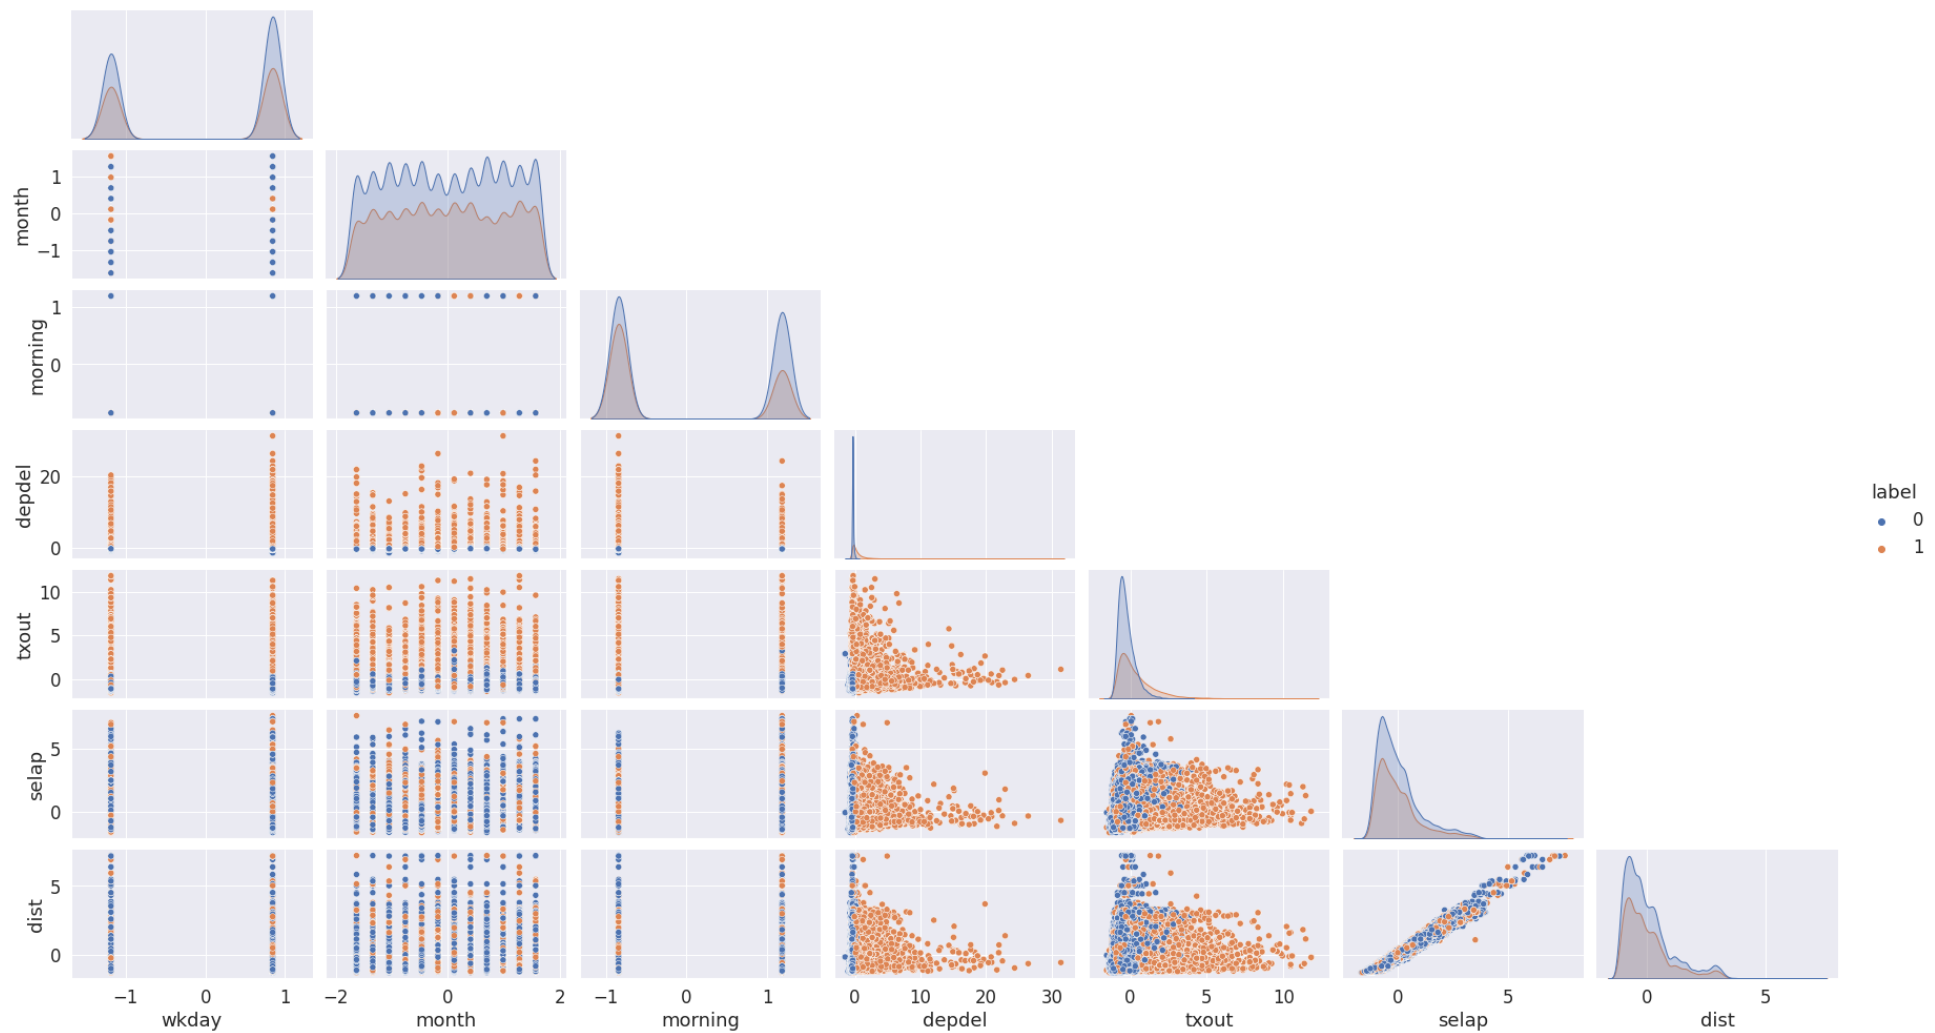 month
1
0
−1
morning
1
0
depdel
20
0
txout
10
5
0
selap
5
0
dist
5
0
label
0
1
−1 0 1 −2 0 2 −1 0 1 0 10 20 30 0 5 10 0 5 0 5
wkday month morning depdel txout selap dist